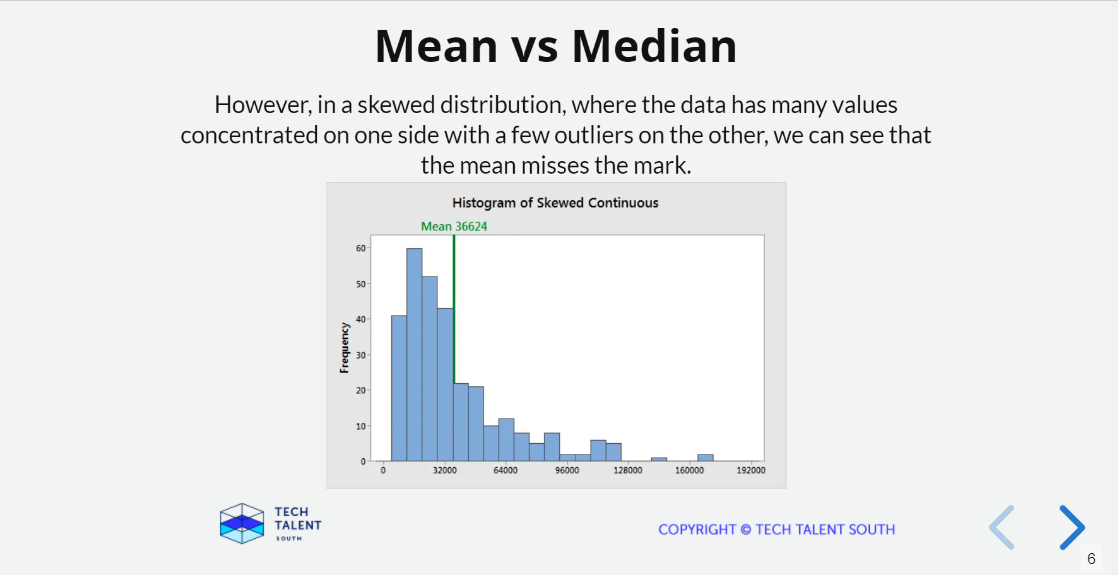 Mean vs Median
However, in a skewed distribution, where the data has many values
concentrated on one side with a few outliers on the other, we can see that
the mean misses the mark.
Histogram of Skewed Continuous
Mean 36624
Frequency
60
50
40
30
20
10
0
0 32000 64000 96000 128000 160000 192000
TECH
TALENT
SOUTH
COPYRIGHT © TECH TALENT SOUTH
6